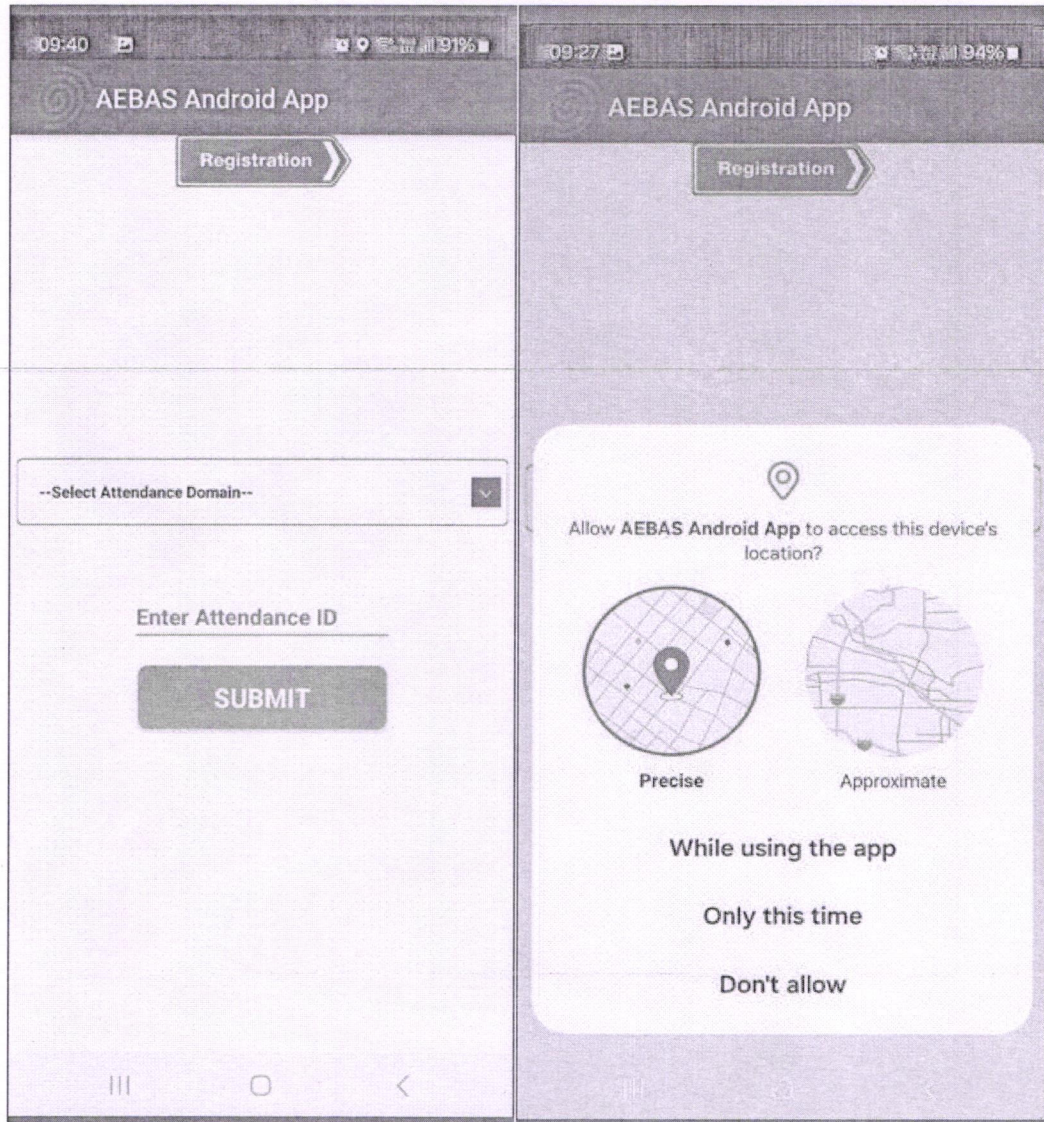 09:40 91%
AEBAS Android App
Registration
--Select Attendance Domain--
Enter Attendance ID
SUBMIT
09:27 94%
AEBAS Android App
Registration
Allow AEBAS Android App to access this device's
location?
Precise Approximate
While using the app
Only this time
Don't allow